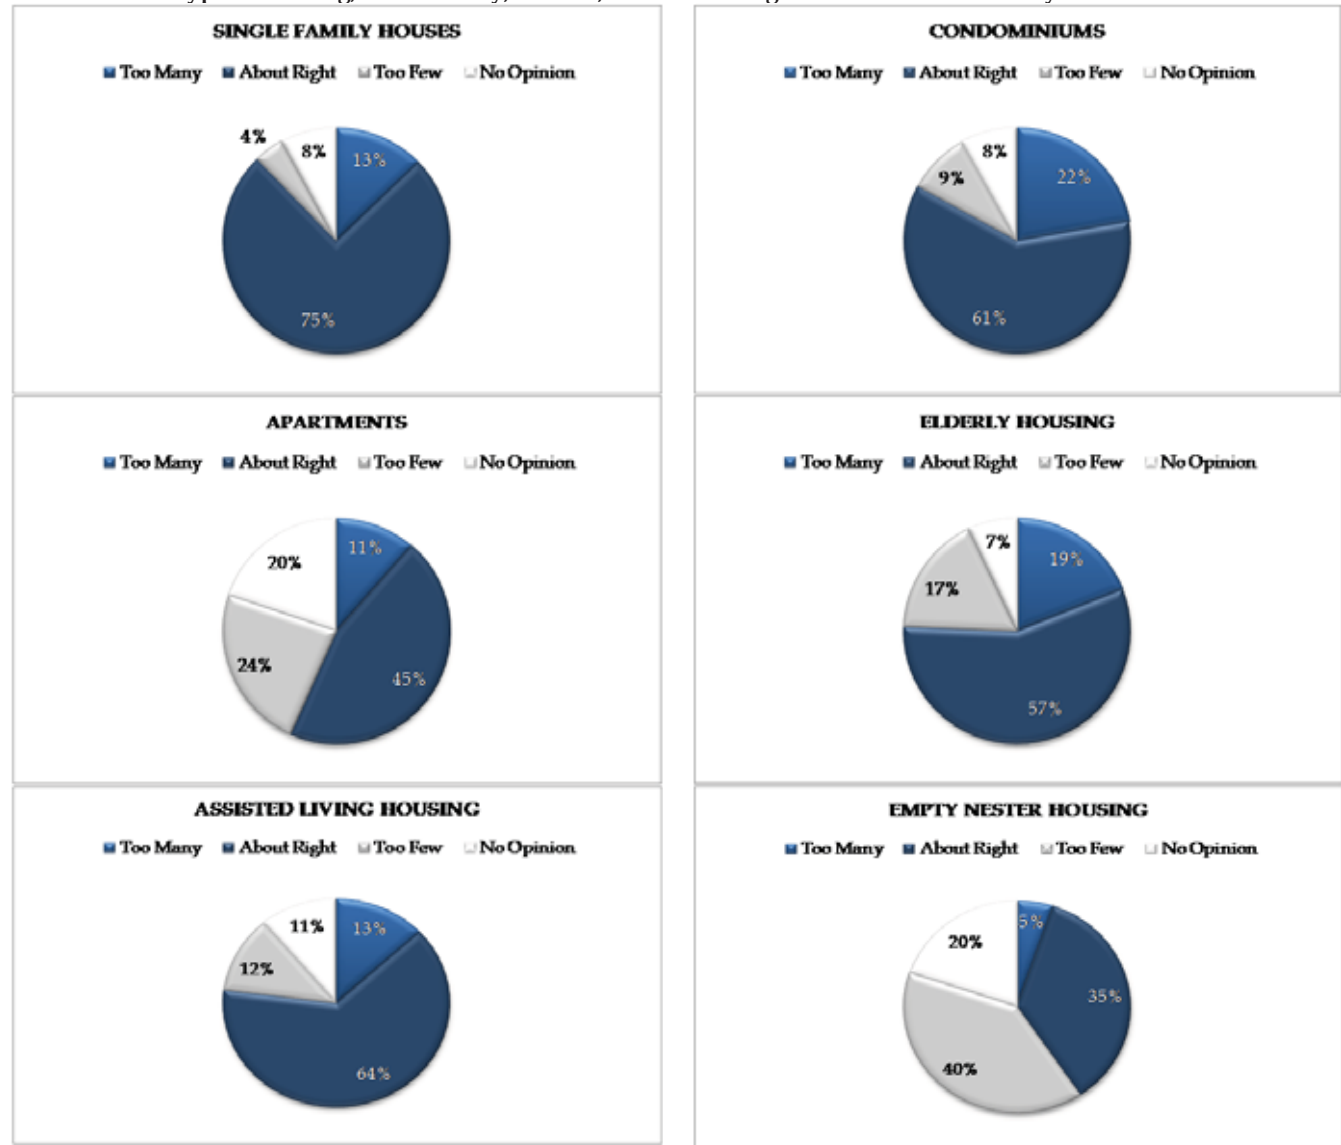 SINGLE FAMILY HOUSES
Too Many About Right Too Few No Opinion
4%
8%
13%
75%
CONDOMINIUMS
Too Many About Right Too Few No Opinion
8%
9%
22%
61%
APARTMENTS
Too Many About Right Too Few No Opinion
11%
20%
24%
45%
ELDERLY HOUSING
Too Many About Right Too Few No Opinion
7%
19%
17%
57%
ASSISTED LIVING HOUSING
Too Many About Right Too Few No Opinion
11%
13%
12%
64%
EMPTY NESTER HOUSING
Too Many About Right Too Few No Opinion
5%
20%
35%
40%